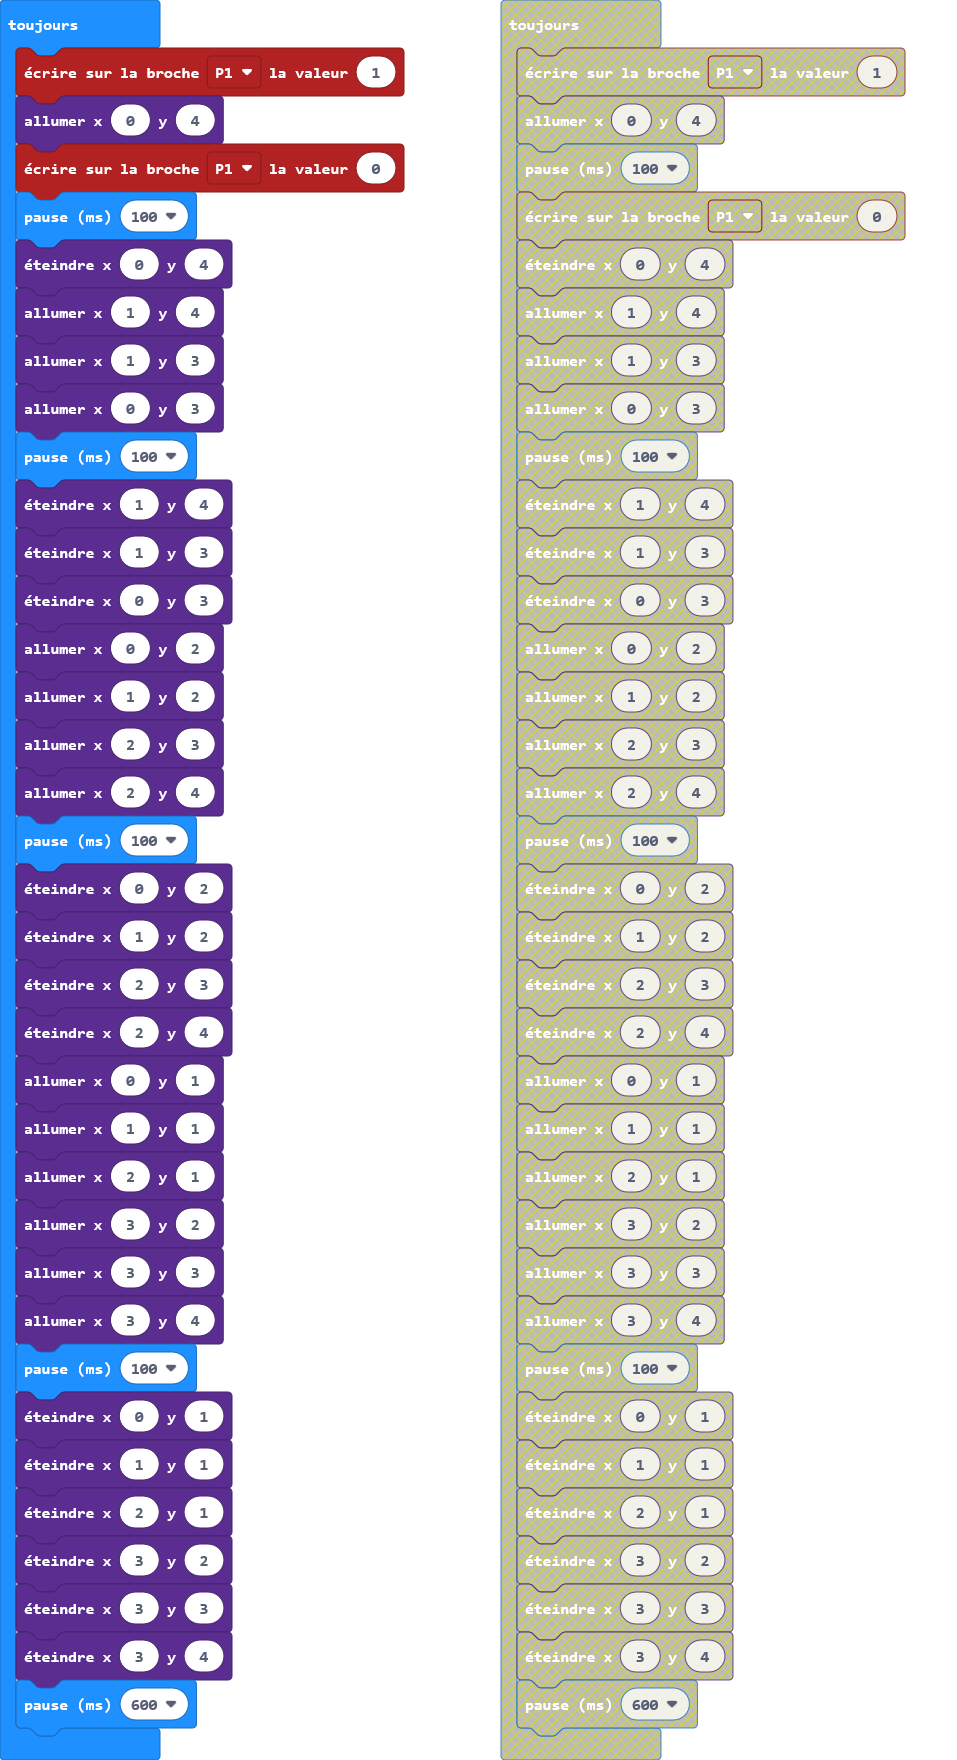 toujours
écrire sur la broche P1 la valeur 1
allumer x 0 y 4
écrire sur la broche P1 la valeur 0
pause (ms) 100
éteindre x 0 y 4
allumer x 1 y 4
allumer x 1 y 3
allumer x 0 y 3
pause (ms) 100
éteindre x 1 y 4
éteindre x 1 y 3
éteindre x 0 y 3
allumer x 0 y 2
allumer x 1 y 2
allumer x 2 y 3
allumer x 2 y 4
pause (ms) 100
éteindre x 0 y 2
éteindre x 1 y 2
éteindre x 2 y 3
éteindre x 2 y 4
allumer x 0 y 1
allumer x 1 y 1
allumer x 2 y 1
allumer x 3 y 2
allumer x 3 y 3
allumer x 3 y 4
pause (ms) 100
éteindre x 0 y 1
éteindre x 1 y 1
éteindre x 2 y 1
éteindre x 3 y 2
éteindre x 3 y 3
éteindre x 3 y 4
pause (ms) 600
toujours
écrire sur la broche P1 la valeur 1
allumer x 0 y 4
pause (ms) 100
écrire sur la broche P1 la valeur 0
éteindre x 0 y 4
allumer x 1 y 4
allumer x 1 y 3
allumer x 0 y 3
pause (ms) 100
éteindre x 1 y 4
éteindre x 1 y 3
éteindre x 0 y 3
allumer x 0 y 2
allumer x 1 y 2
allumer x 2 y 3
allumer x 2 y 4
pause (ms) 100
éteindre x 0 y 2
éteindre x 1 y 2
éteindre x 2 y 3
éteindre x 2 y 4
allumer x 0 y 1
allumer x 1 y 1
allumer x 2 y 1
allumer x 3 y 2
allumer x 3 y 3
allumer x 3 y 4
pause (ms) 100
éteindre x 0 y 1
éteindre x 1 y 1
éteindre x 2 y 1
éteindre x 3 y 2
éteindre x 3 y 3
éteindre x 3 y 4
pause (ms) 600